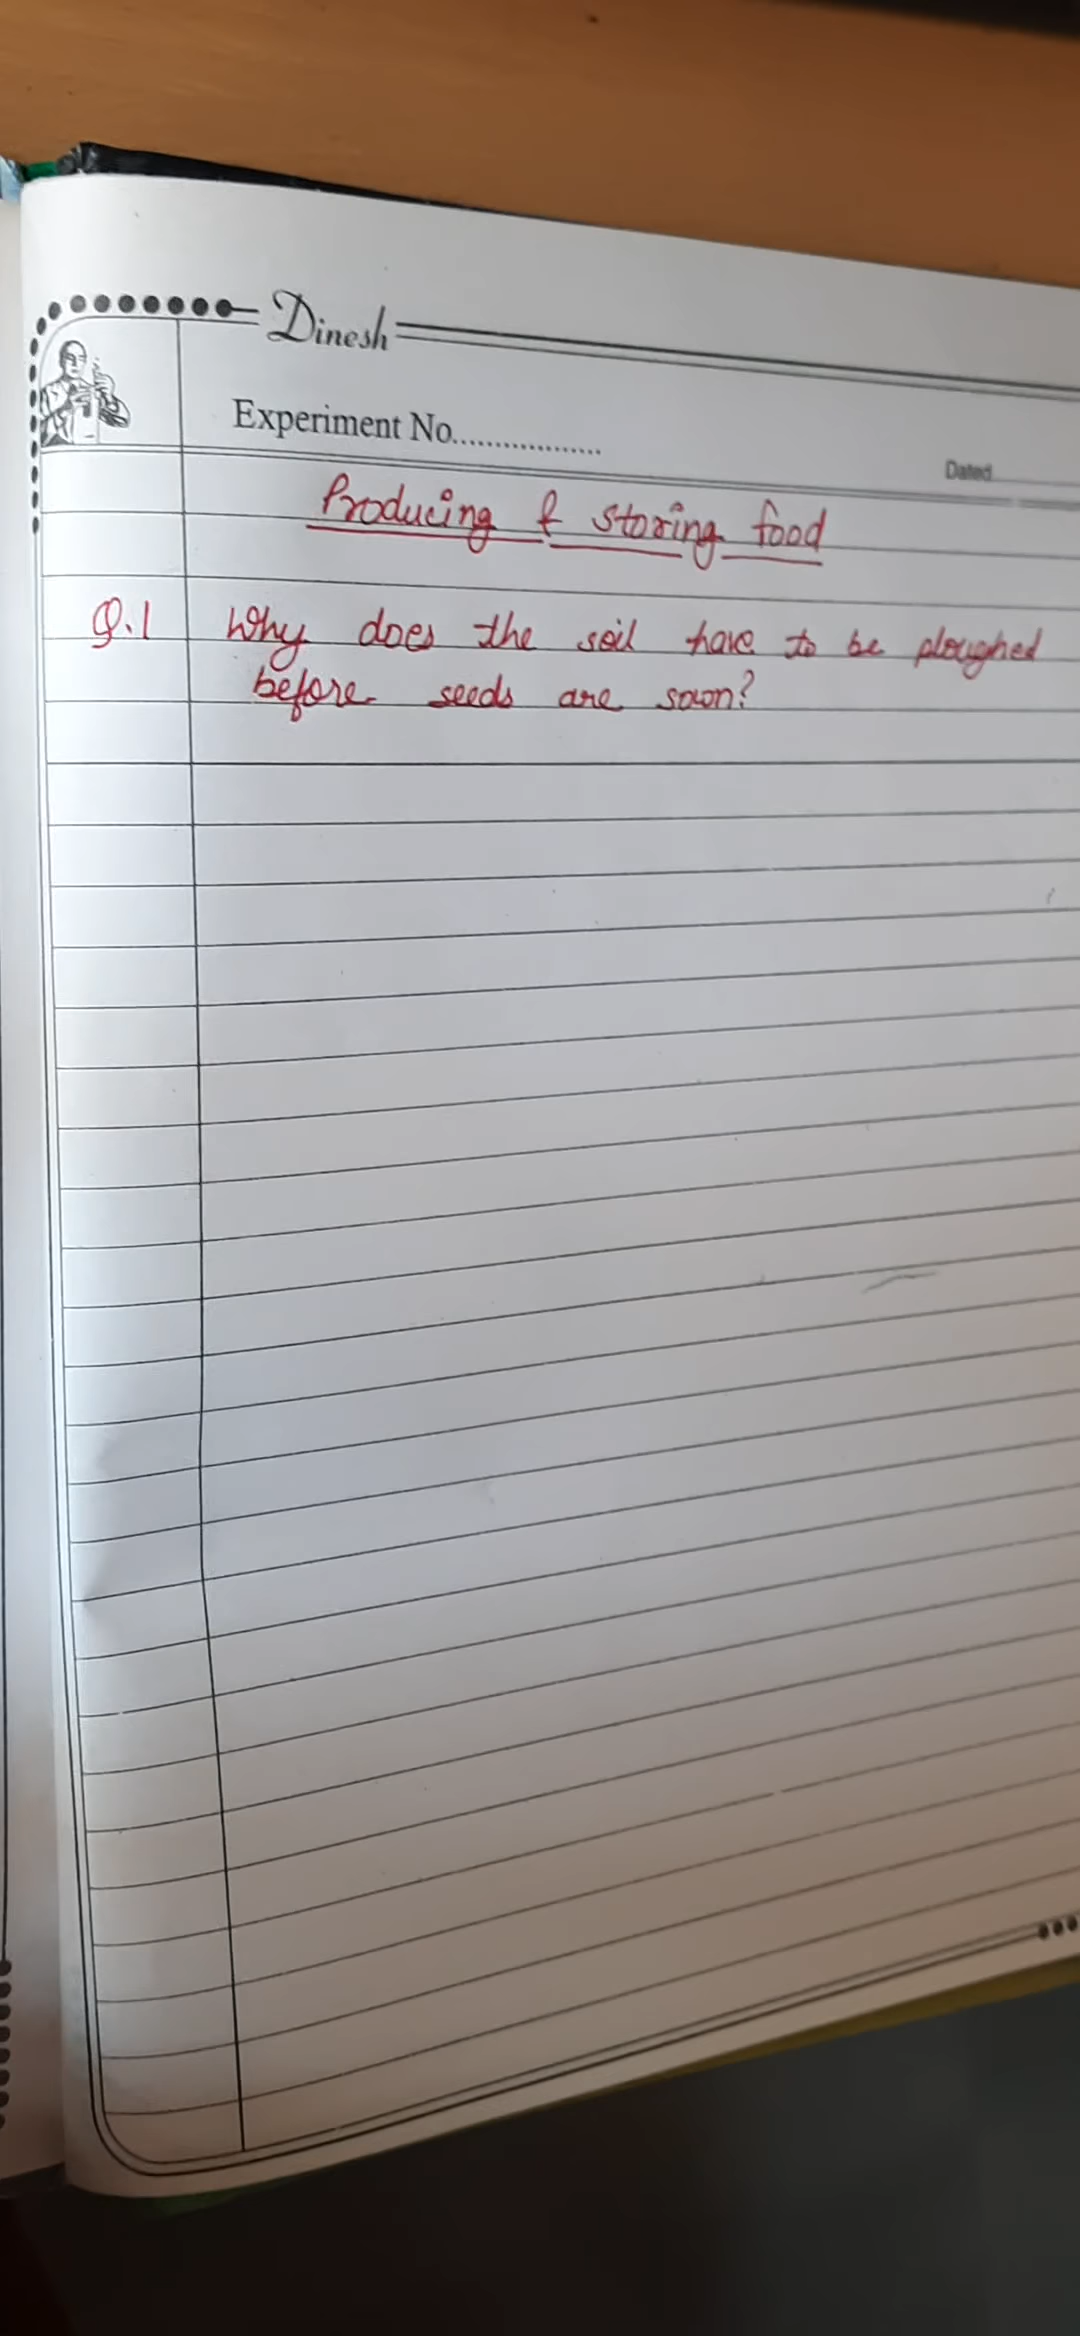 Dinesh
Experiment No..................
Dated
Producing & storing food
Q.1 Why does the soil have to be ploughed
before seeds are sown?